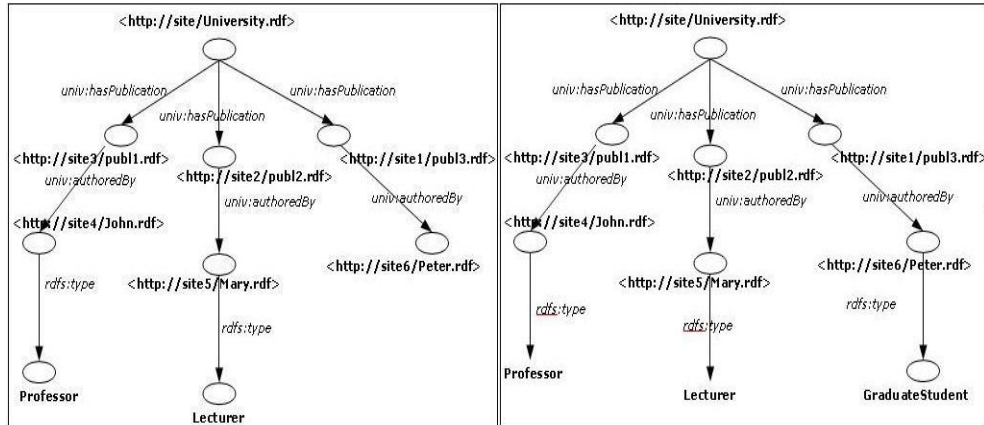 <http://site/University.rdf>
univ:hasPublication
univ:hasPublication
univ:hasPublication
<http://site3/publ1.rdf>
<http://site1/publ3.rdf>
<http://site2/publ2.rdf>
univ:authoredBy
univ:authoredBy
univ:authoredBy
<http://site4/John.rdf>
<http://site6/Peter.rdf>
<http://site5/Mary.rdf>
rdfs:type
rdfs:type
Professor
Lecturer
<http://site/University.rdf>
univ:hasPublication
univ:hasPublication
univ:hasPublication
<http://site3/publ1.rdf>
<http://site1/publ3.rdf>
<http://site2/publ2.rdf>
univ:authoredBy
univ:authoredBy
univ:authoredBy
<http://site4/John.rdf>
<http://site6/Peter.rdf>
<http://site5/Mary.rdf>
rdfs:type
rdfs:type
rdfs:type
Professor
Lecturer
GraduateStudent